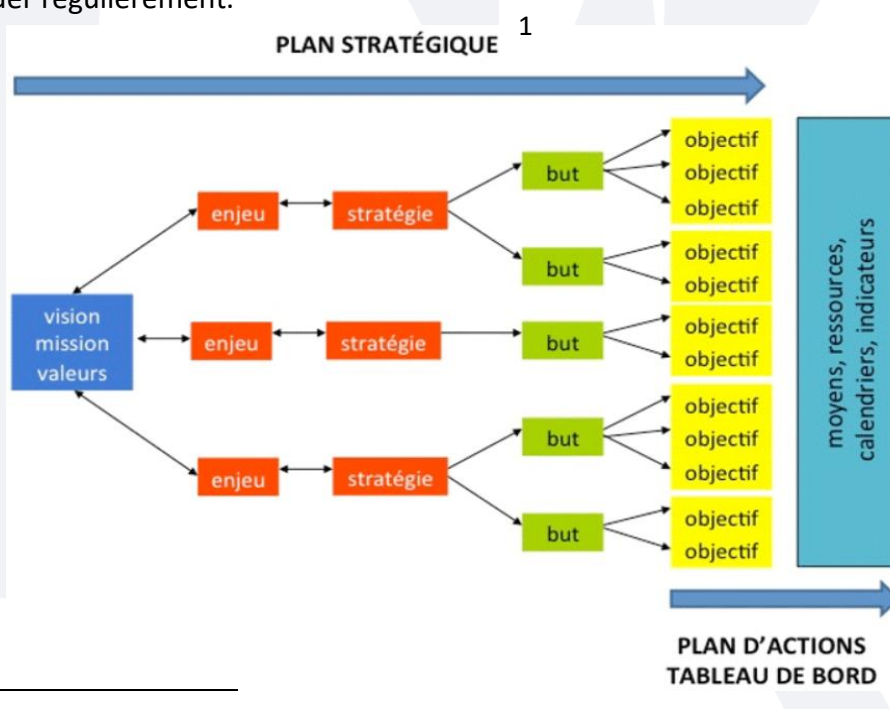 régulièrement.
1
PLAN STRATÉGIQUE
vision
mission
valeurs
enjeu
stratégie
but
objectif
objectif
objectif
but
objectif
objectif
enjeu
stratégie
but
objectif
objectif
enjeu
stratégie
but
objectif
objectif
objectif
but
objectif
objectif
moyens, ressources,
calendriers, indicateurs
PLAN D’ACTIONS
TABLEAU DE BORD